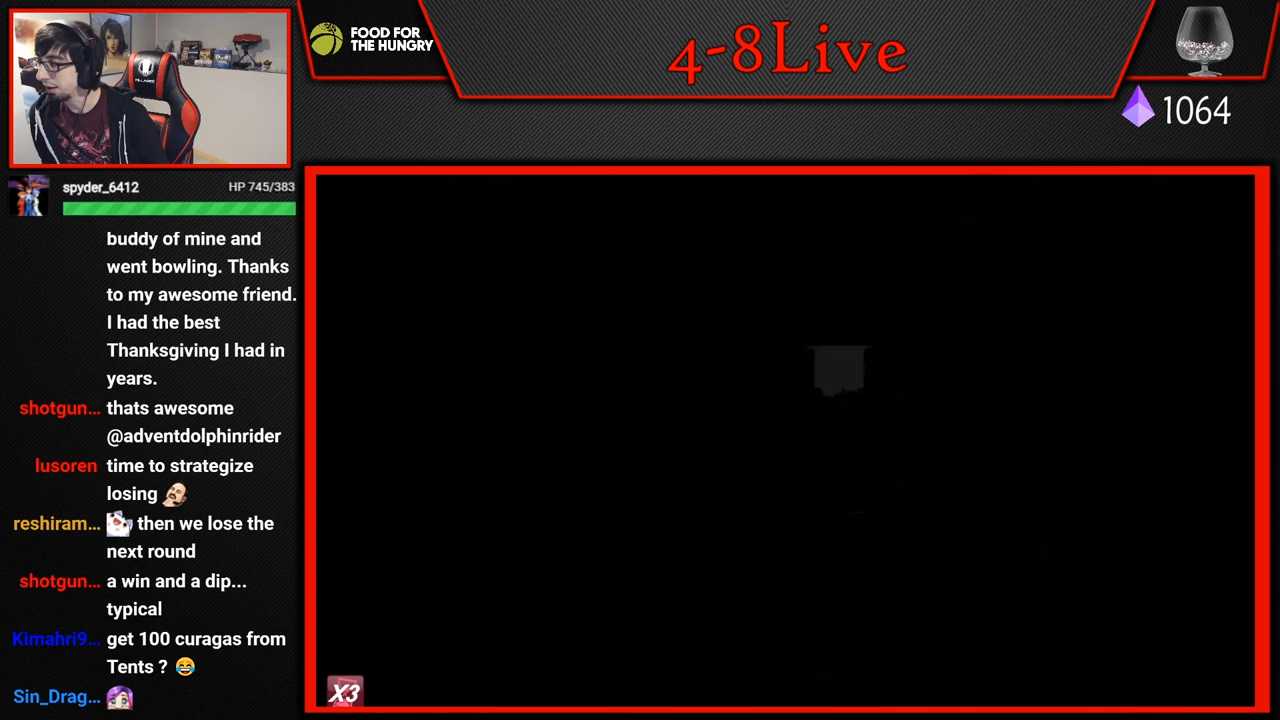 FOOD FOR
THE HUNGRY
4-8Live
1064
spyder_6412 HP 745/383
buddy of mine and
went bowling. Thanks
to my awesome friend.
I had the best
Thanksgiving I had in
years.
shotgun... thats awesome
@adventdolphinrider
lusoren time to strategize
losing
reshiram... then we lose the
next round
shotgun... a win and a dip...
typical
Kimahri9... get 100 curagas from
Tents ? 😂
Sin_Drag...
X3